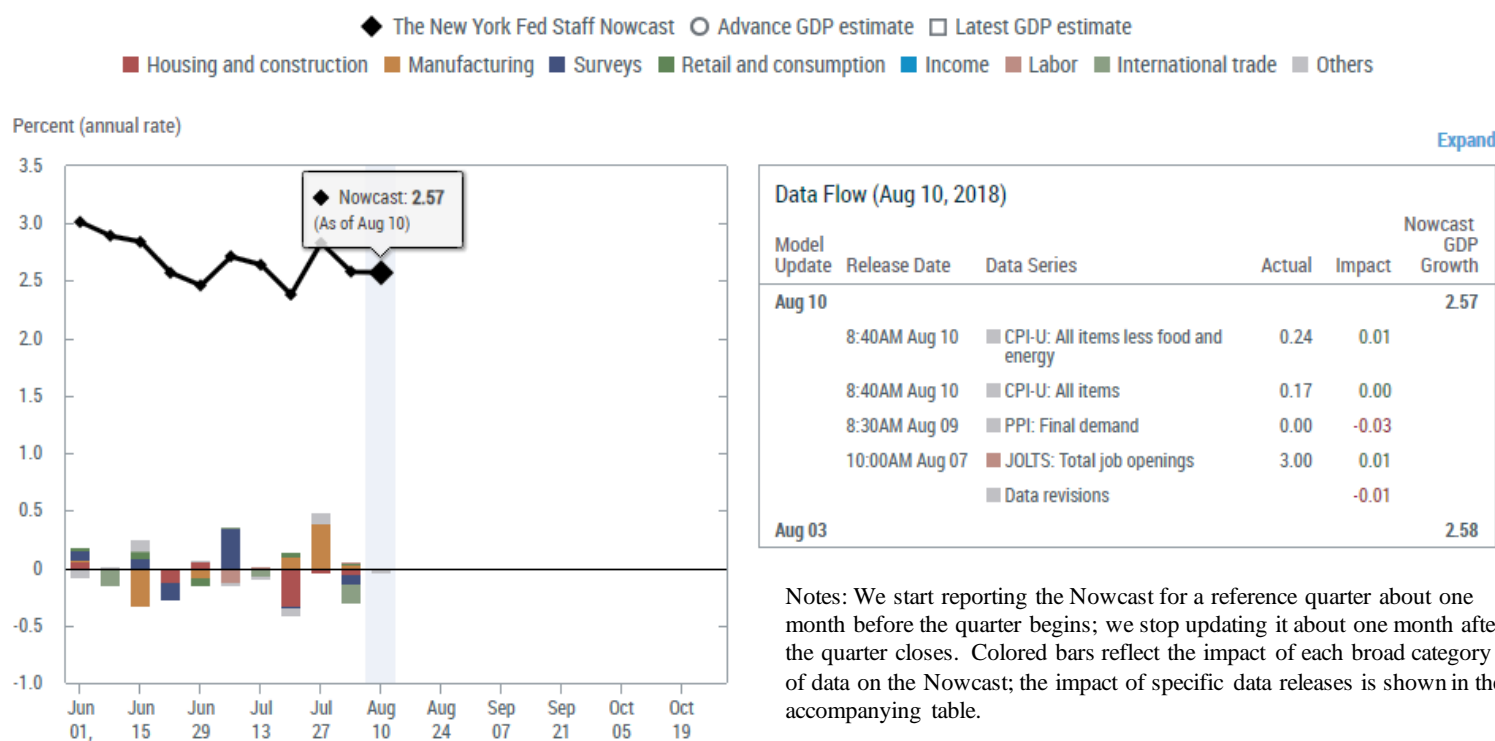 The New York Fed Staff Nowcast Advance GDP estimate Latest GDP estimate
Housing and construction Manufacturing Surveys Retail and consumption Income Labor International trade Others
Percent (annual rate)
Expand
3.5
3.0
2.5
2.0
1.5
1.0
0.5
0
-0.5
-1.0
Nowcast: 2.57
(As of Aug 10)
Jun Jun Jun Jul Jul Aug Aug Sep Sep Oct Oct
01, 15 29 13 27 10 24 07 21 05 19
Data Flow (Aug 10, 2018)
Nowcast
Model GDP
Update Release Date Data Series Actual Impact Growth
Aug 10 2.57
8:40AM Aug 10 CPI-U: All items less food and 0.24 0.01
energy
8:40AM Aug 10 CPI-U: All items 0.17 0.00
8:30AM Aug 09 PPI: Final demand 0.00 -0.03
10:00AM Aug 07 JOLTS: Total job openings 3.00 0.01
Data revisions -0.01
Aug 03 2.58
Notes: We start reporting the Nowcast for a reference quarter about one
month before the quarter begins; we stop updating it about one month afte
the quarter closes. Colored bars reflect the impact of each broad category
of data on the Nowcast; the impact of specific data releases is shown in the
accompanying table.